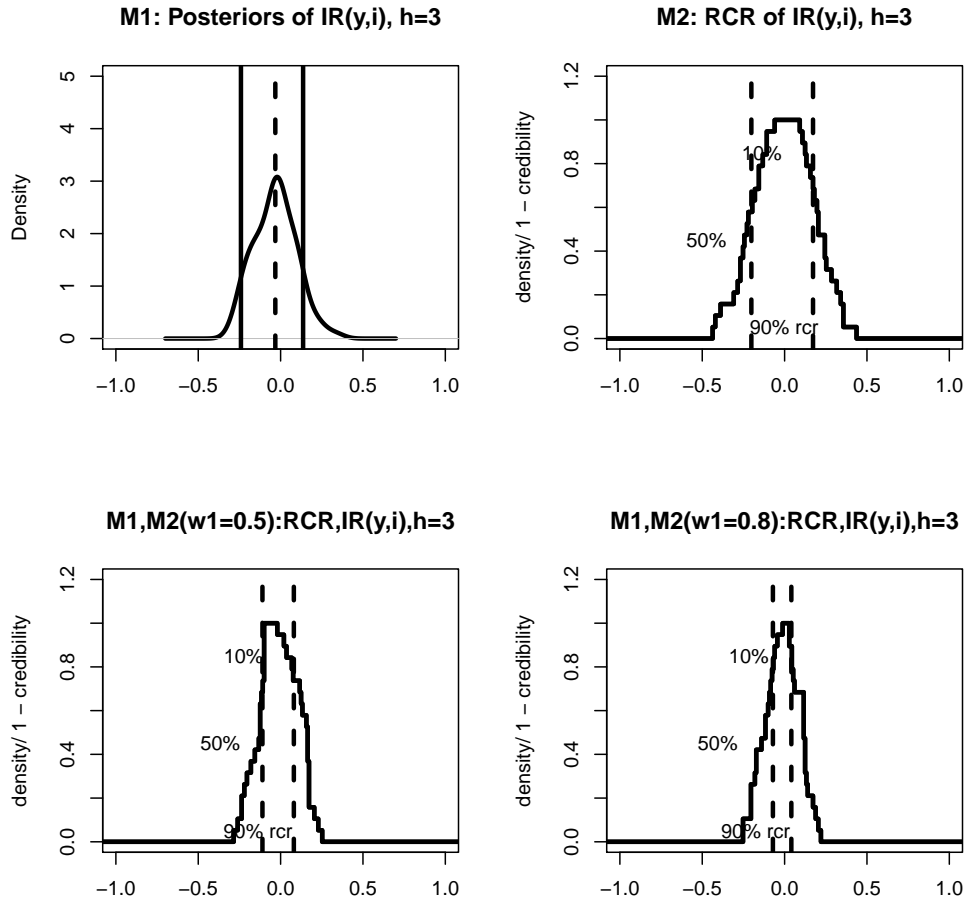 M1: Posteriors of IR(y,i), h=3
Density
5
4
3
2
1
0
−1.0 −0.5 0.0 0.5 1.0
M2: RCR of IR(y,i), h=3
density/ 1 − credibility
1.2
0.8
0.4
0.0
10%
50%
90% rcr
−1.0 −0.5 0.0 0.5 1.0
M1,M2(w1=0.5):RCR,IR(y,i),h=3
density/ 1 − credibility
1.2
0.8
0.4
0.0
10%
50%
90% rcr
−1.0 −0.5 0.0 0.5 1.0
M1,M2(w1=0.8):RCR,IR(y,i),h=3
density/ 1 − credibility
1.2
0.8
0.4
0.0
10%
50%
90% rcr
−1.0 −0.5 0.0 0.5 1.0